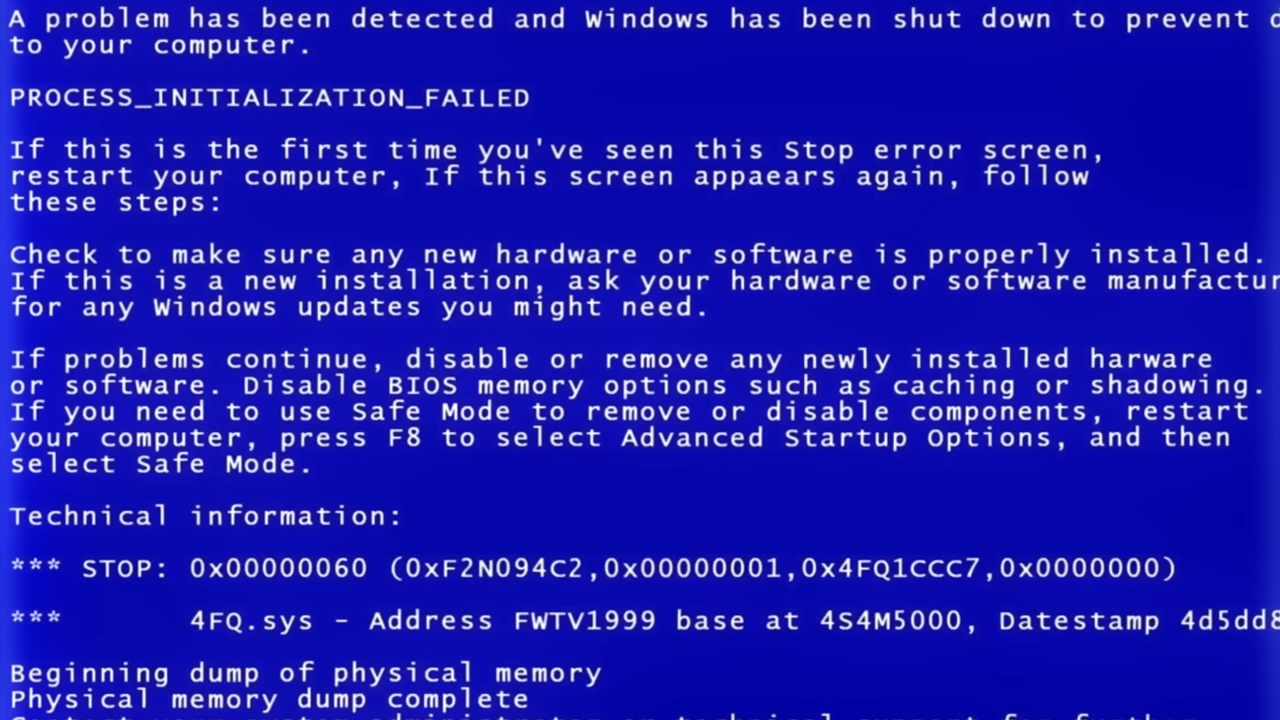 A problem has been detected and Windows has been shut down to prevent
to your computer.
PROCESS_INITIALIZATION_FAILED
If this is the first time you've seen this Stop error screen,
restart your computer, If this screen appaears again, follow
these steps:
Check to make sure any new hardware or software is properly installed.
If this is a new installation, ask your hardware or software manufactur
for any Windows updates you might need.
If problems continue, disable or remove any newly installed harware
or software. Disable BIOS memory options such as caching or shadowing.
If you need to use Safe Mode to remove or disable components, restart
your computer, press F8 to select Advanced Startup Options, and then
select Safe Mode.
Technical information:
*** STOP: 0x00000060 (0xF2N094C2,0x00000001,0x4FQ1CCC7,0x0000000)
*** 4FQ.sys – Address FWTV1999 base at 4S4M5000, Datestamp 4d5dd8
Beginning dump of physical memory
Physical memory dump complete